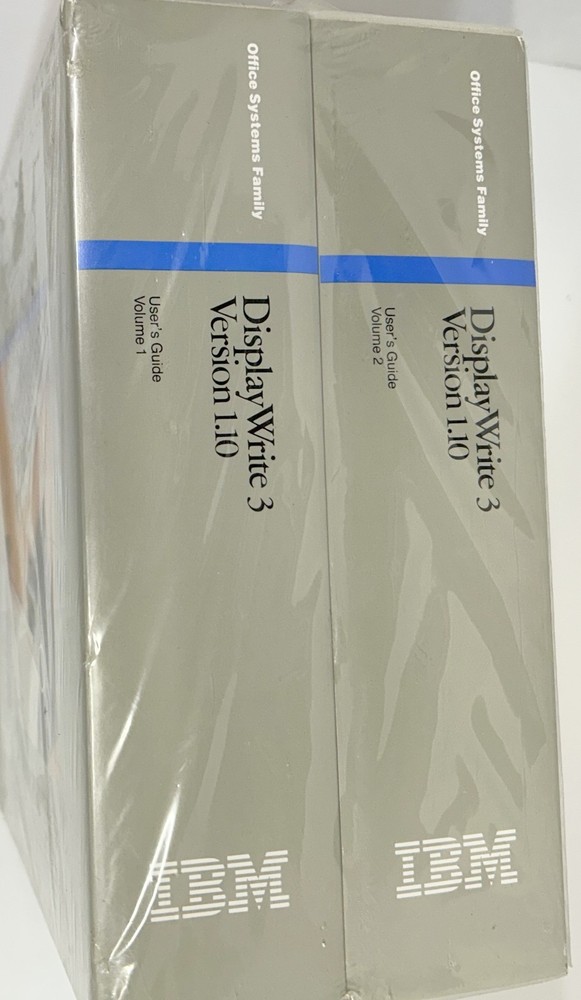 Office Systems Family
DisplayWrite 3
Version 1.10
User's Guide
Volume 1
IBM
Office Systems Family
DisplayWrite 3
Version 1.10
User's Guide
Volume 2
IBM